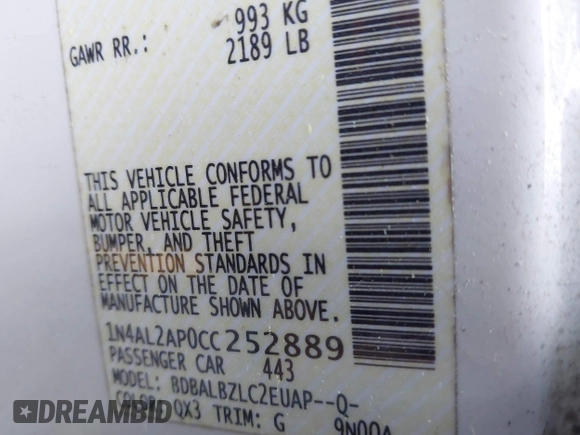 993 KG
GAWR RR.: 2189 LB
THIS VEHICLE CONFORMS TO
ALL APPLICABLE FEDERAL
MOTOR VEHICLE SAFETY,
BUMPER, AND THEFT
PREVENTION STANDARDS IN
EFFECT ON THE DATE OF
MANUFACTURE SHOWN ABOVE.
1N4AL2AP0CC252889
PASSENGER CAR 443
MODEL: BDBALBZLC2EUAP--Q-
COLOR: QX3 TRIM: G 9N00A
DREAMBID